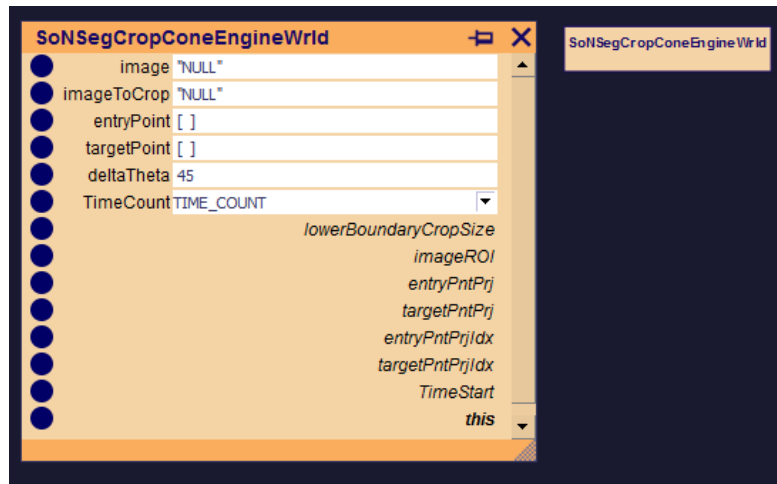 SoNSegCropConeEngineWrld
SoNSegCropConeEngineWrld
image "NULL"
imageToCrop "NULL"
entryPoint [ ]
targetPoint [ ]
deltaTheta 45
TimeCount TIME_COUNT
lowerBoundaryCropSize
imageROI
entryPntPrj
targetPntPrj
entryPntPrjIdx
targetPntPrjIdx
TimeStart
this